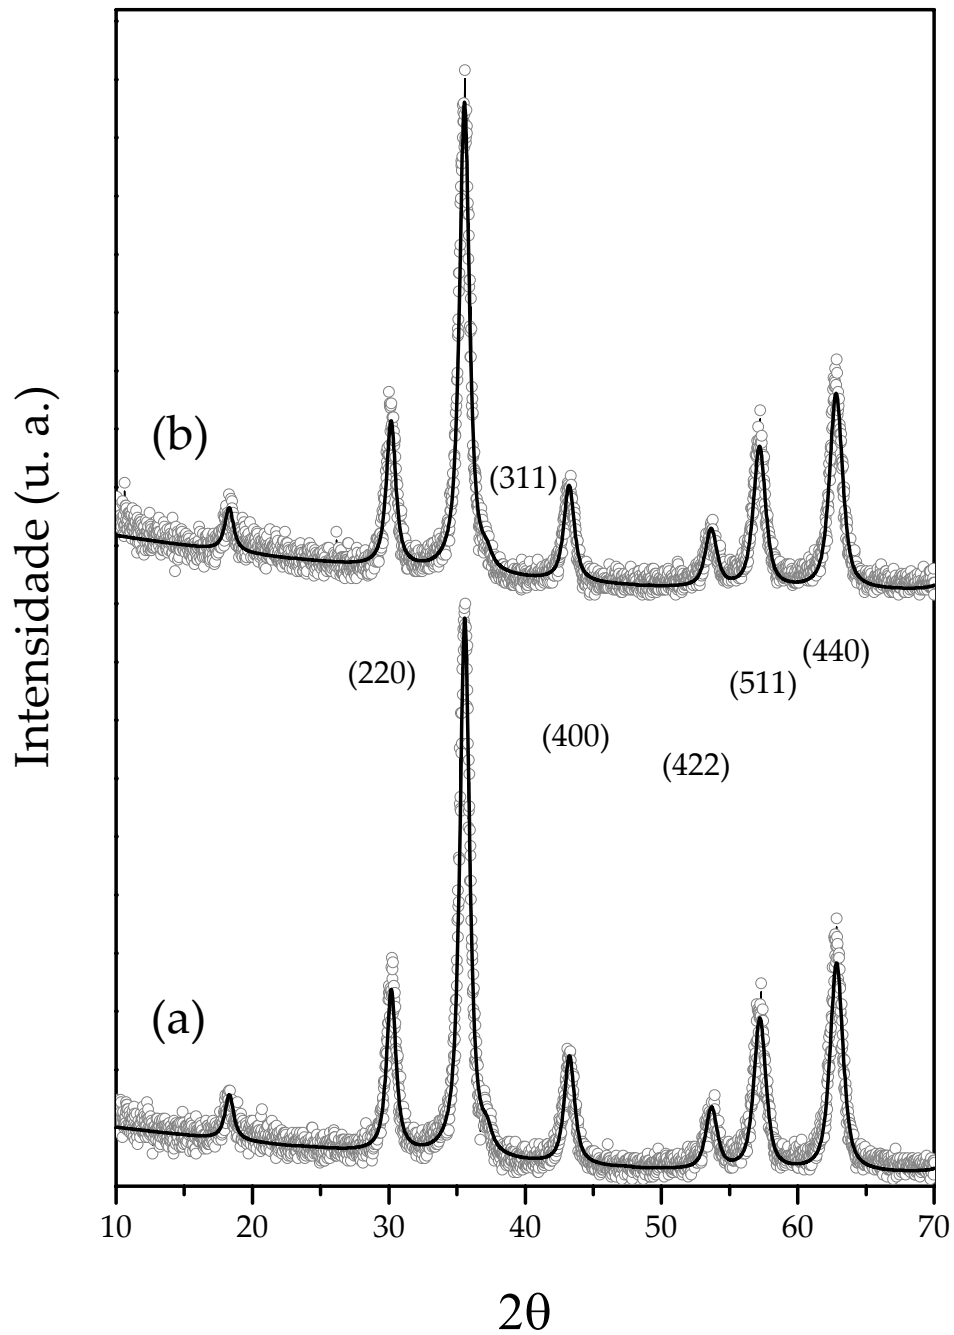 Intensidade (u. a.)
(b)
(311)
(440)
(220)
(511)
(400)
(422)
(a)
10 20 30 40 50 60 70
2θ